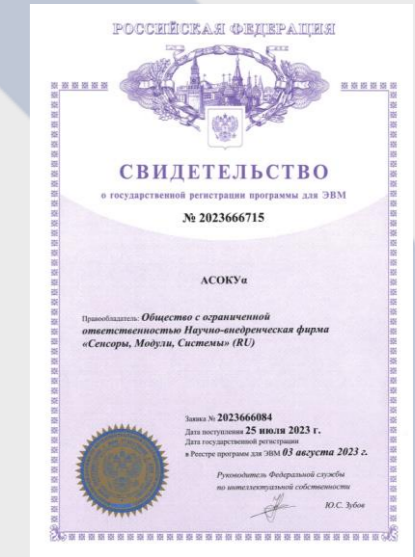 РОССИЙСКАЯ ФЕДЕРАЦИЯ
СВИДЕТЕЛЬСТВО
о государственной регистрации программы для ЭВМ
№ 2023666715
АСОКУα
Правообладатель: Общество с ограниченной
ответственностью Научно-внедренческая фирма
«Сенсоры, Модули, Системы» (RU)
Заявка № 2023666084
Дата поступления 25 июля 2023 г.
Дата государственной регистрации
в Реестре программ для ЭВМ 03 августа 2023 г.
Руководитель Федеральной службы
по интеллектуальной собственности
Ю.С. Зубов